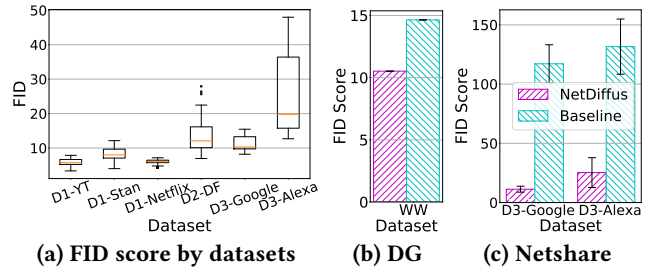 50
40
30
20
10
FID
D1-YT
D1-Stan
D1-Netflix
D2-DF
D3-Google
D3-Alexa
Dataset
(a) FID score by datasets
15
10
5
0
FID Score
WW
Dataset
(b) DG
150
100
50
0
FID Score
NetDiffus
Baseline
D3-Google D3-Alexa
Dataset
(c) Netshare